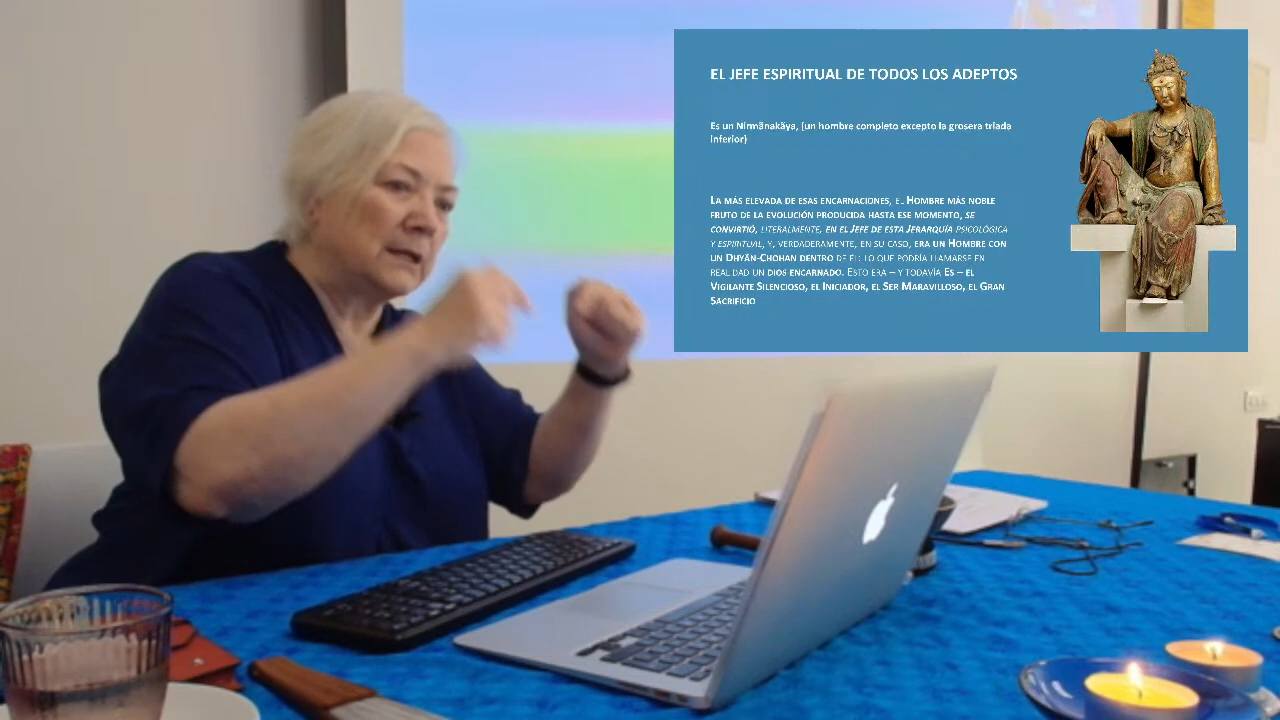 EL JEFE ESPIRITUAL DE TODOS LOS ADEPTOS
Es un Nirmānakāya, (un hombre completo excepto la grosera triada
inferior)
LA MÁS ELEVADA DE ESAS ENCARNACIONES, EL HOMBRE MÁS NOBLE
FRUTO DE LA EVOLUCIÓN PRODUCIDA HASTA ESE MOMENTO, SE
CONVIRTIÓ, LITERALMENTE, EN EL JEFE DE ESTA JERARQUÍA PSICOLÓGICA
Y ESPIRITUAL, Y, VERDADERAMENTE, EN SU CASO, ERA UN HOMBRE CON
UN DHYĀN-CHOHAN DENTRO DE ÉL: LO QUE PODRÍA LLAMARSE EN
REALIDAD UN DIOS ENCARNADO. ESTO ERA – Y TODAVÍA ES – EL
VIGILANTE SILENCIOSO, EL INICIADOR, EL SER MARAVILLOSO, EL GRAN
SACRIFICIO